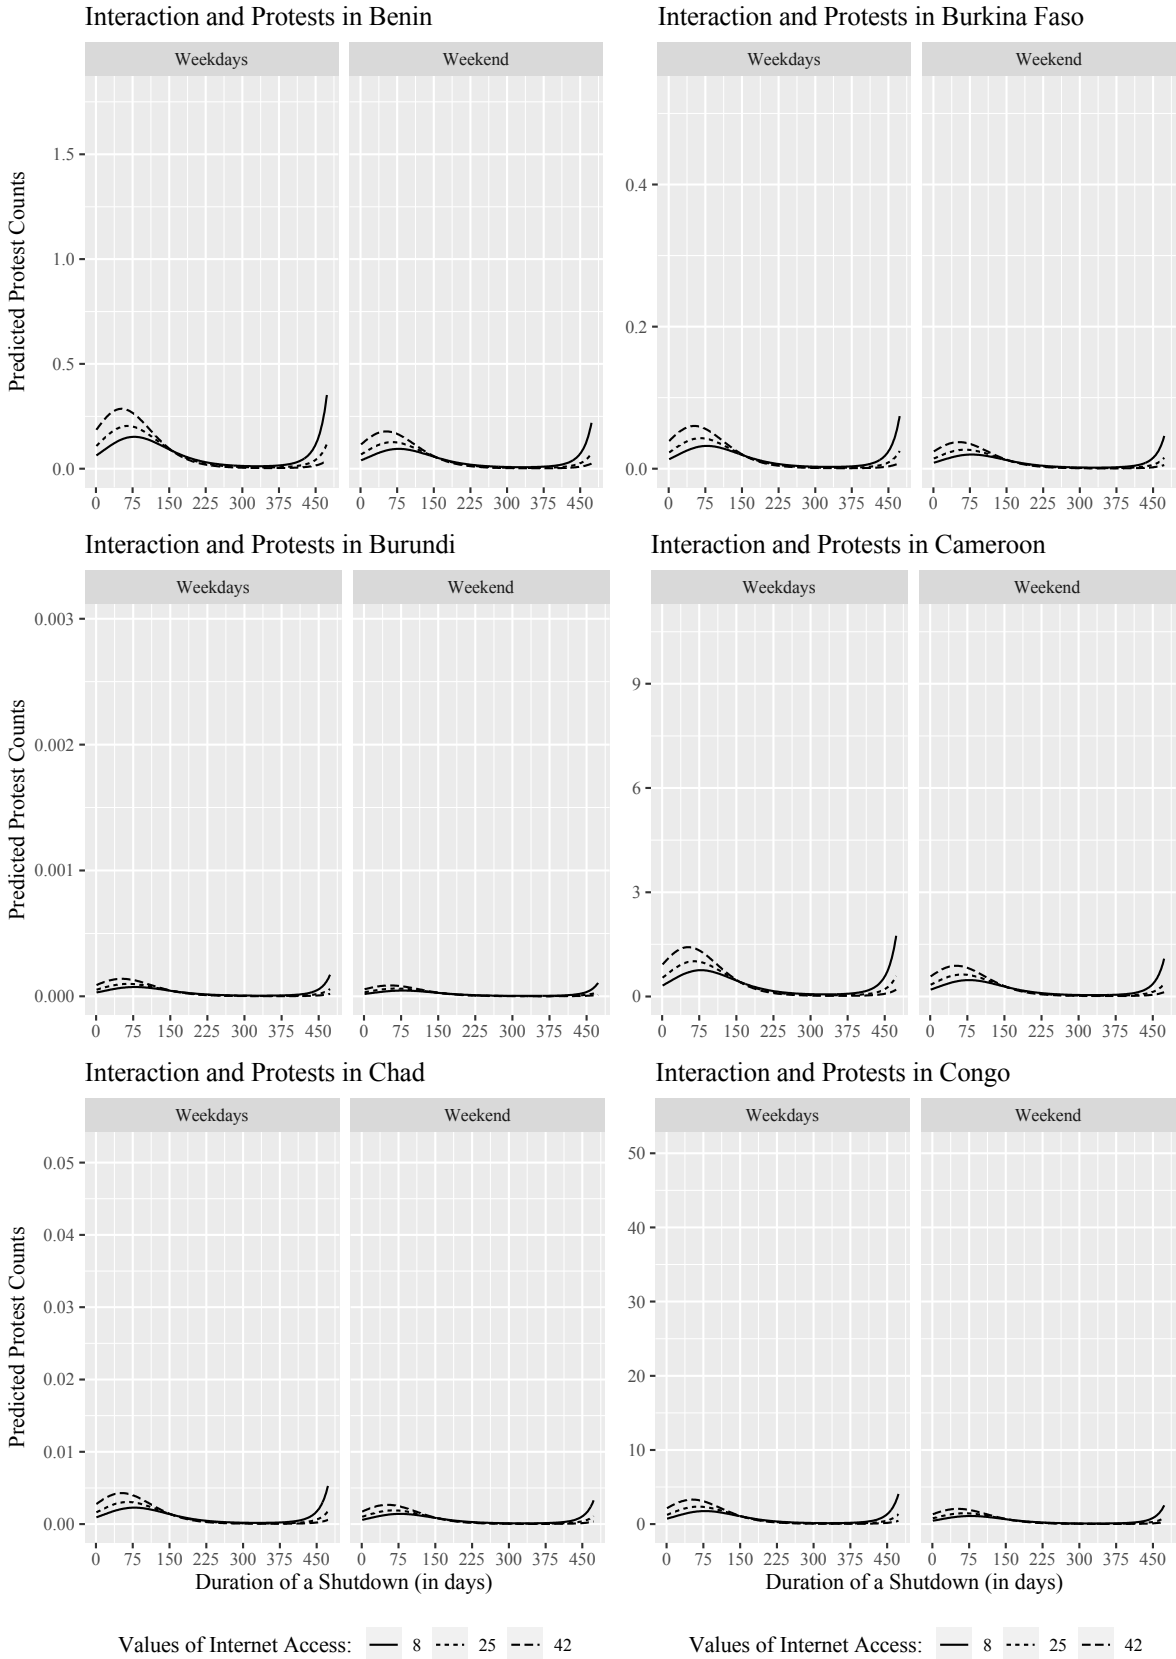 Interaction and Protests in Benin
Interaction and Protests in Burkina Faso
Weekdays
Weekend
Weekdays
Weekend
Predicted Protest Counts
1.5
1.0
0.5
0.0
0.4
0.2
0.0
0 75 150 225 300 375 450
0 75 150 225 300 375 450
0 75 150 225 300 375 450
0 75 150 225 300 375 450
Interaction and Protests in Burundi
Interaction and Protests in Cameroon
Weekdays
Weekend
Weekdays
Weekend
Predicted Protest Counts
0.003
0.002
0.001
0.000
9
6
3
0
0 75 150 225 300 375 450
0 75 150 225 300 375 450
0 75 150 225 300 375 450
0 75 150 225 300 375 450
Interaction and Protests in Chad
Interaction and Protests in Congo
Weekdays
Weekend
Weekdays
Weekend
Predicted Protest Counts
0.05
0.04
0.03
0.02
0.01
0.00
50
40
30
20
10
0
0 75 150 225 300 375 450
0 75 150 225 300 375 450
0 75 150 225 300 375 450
0 75 150 225 300 375 450
Duration of a Shutdown (in days)
Duration of a Shutdown (in days)
Values of Internet Access: 8 25 42
Values of Internet Access: 8 25 42